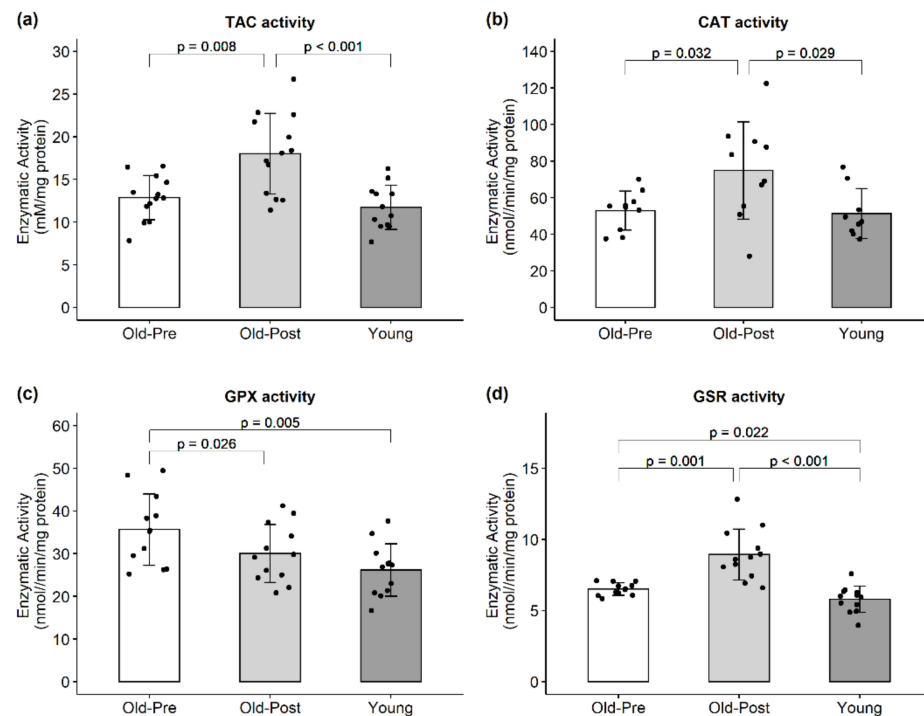 (a)
TAC activity
Enzymatic Activity
(mM/mg protein)
30
25
20
15
10
5
0
p = 0.008
p < 0.001
Old-Pre
Old-Post
Young
(b)
CAT activity
Enzymatic Activity
(nmol//min/mg protein)
140
120
100
80
60
40
20
0
p = 0.032
p = 0.029
Old-Pre
Old-Post
Young
(c)
GPX activity
Enzymatic Activity
(nmol//min/mg protein)
60
50
40
30
20
10
0
p = 0.005
p = 0.026
Old-Pre
Old-Post
Young
(d)
GSR activity
Enzymatic Activity
(nmol//min/mg protein)
15
10
5
0
p = 0.022
p = 0.001
p < 0.001
Old-Pre
Old-Post
Young